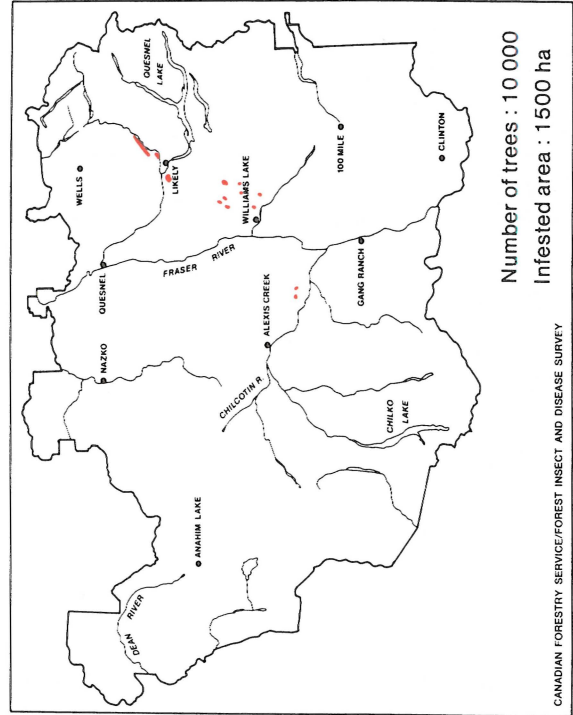 WELLS
QUESNEL
LAKE
QUESNEL
LIKELY
NAZKO
FRASER RIVER
WILLIAMS LAKE
ANAHIM LAKE
DEAN RIVER
CHILCOTIN R.
ALEXIS CREEK
100 MILE
GANG RANCH
CHILKO
LAKE
CLINTON
Number of trees : 10 000
Infested area : 1500 ha
CANADIAN FORESTRY SERVICE/FOREST INSECT AND DISEASE SURVEY